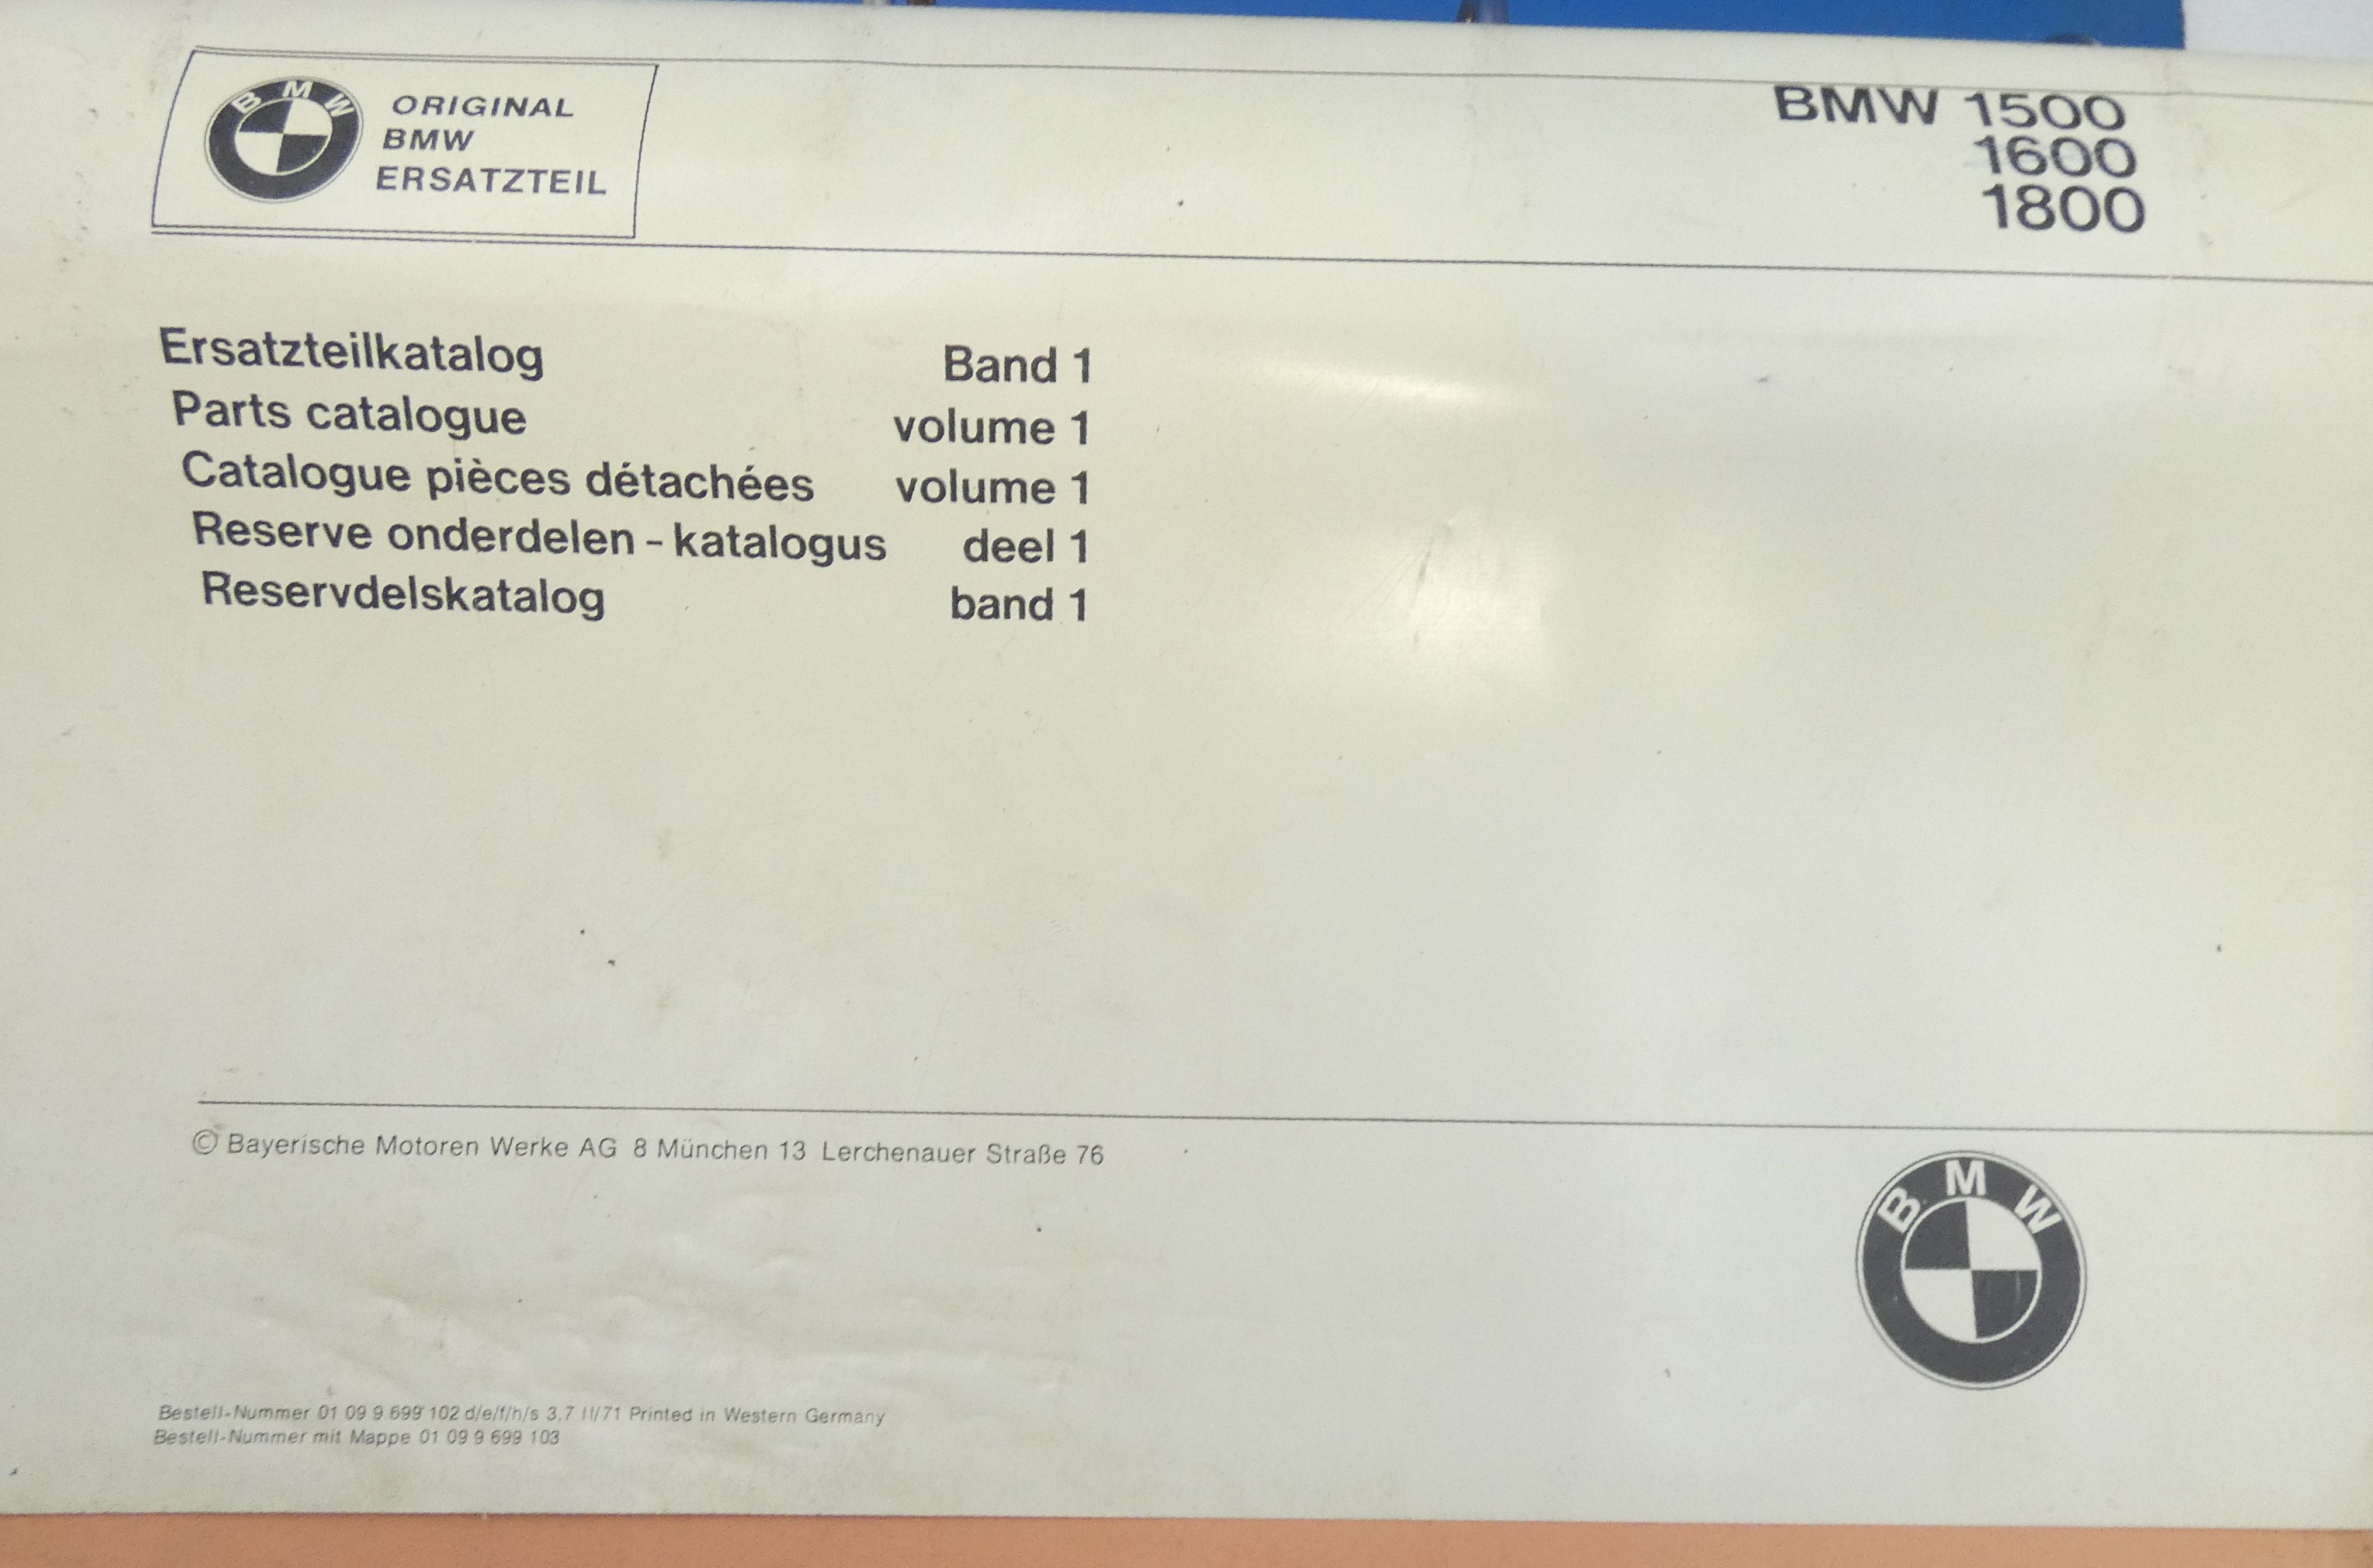 BMW
ORIGINAL
BMW
ERSATZTEIL
BMW 1500
1600
1800
Ersatzteilkatalog Band 1
Parts catalogue volume 1
Catalogue pièces détachées volume 1
Reserve onderdelen - katalogus deel 1
Reservdelskatalog band 1
© Bayerische Motoren Werke AG 8 München 13 Lerchenauer Straße 76
BMW
Bestell-Nummer 01 09 9 699 102 d/e/f/h/s 3,7 II/71 Printed in Western Germany
Bestell-Nummer mit Mappe 01 09 9 699 103